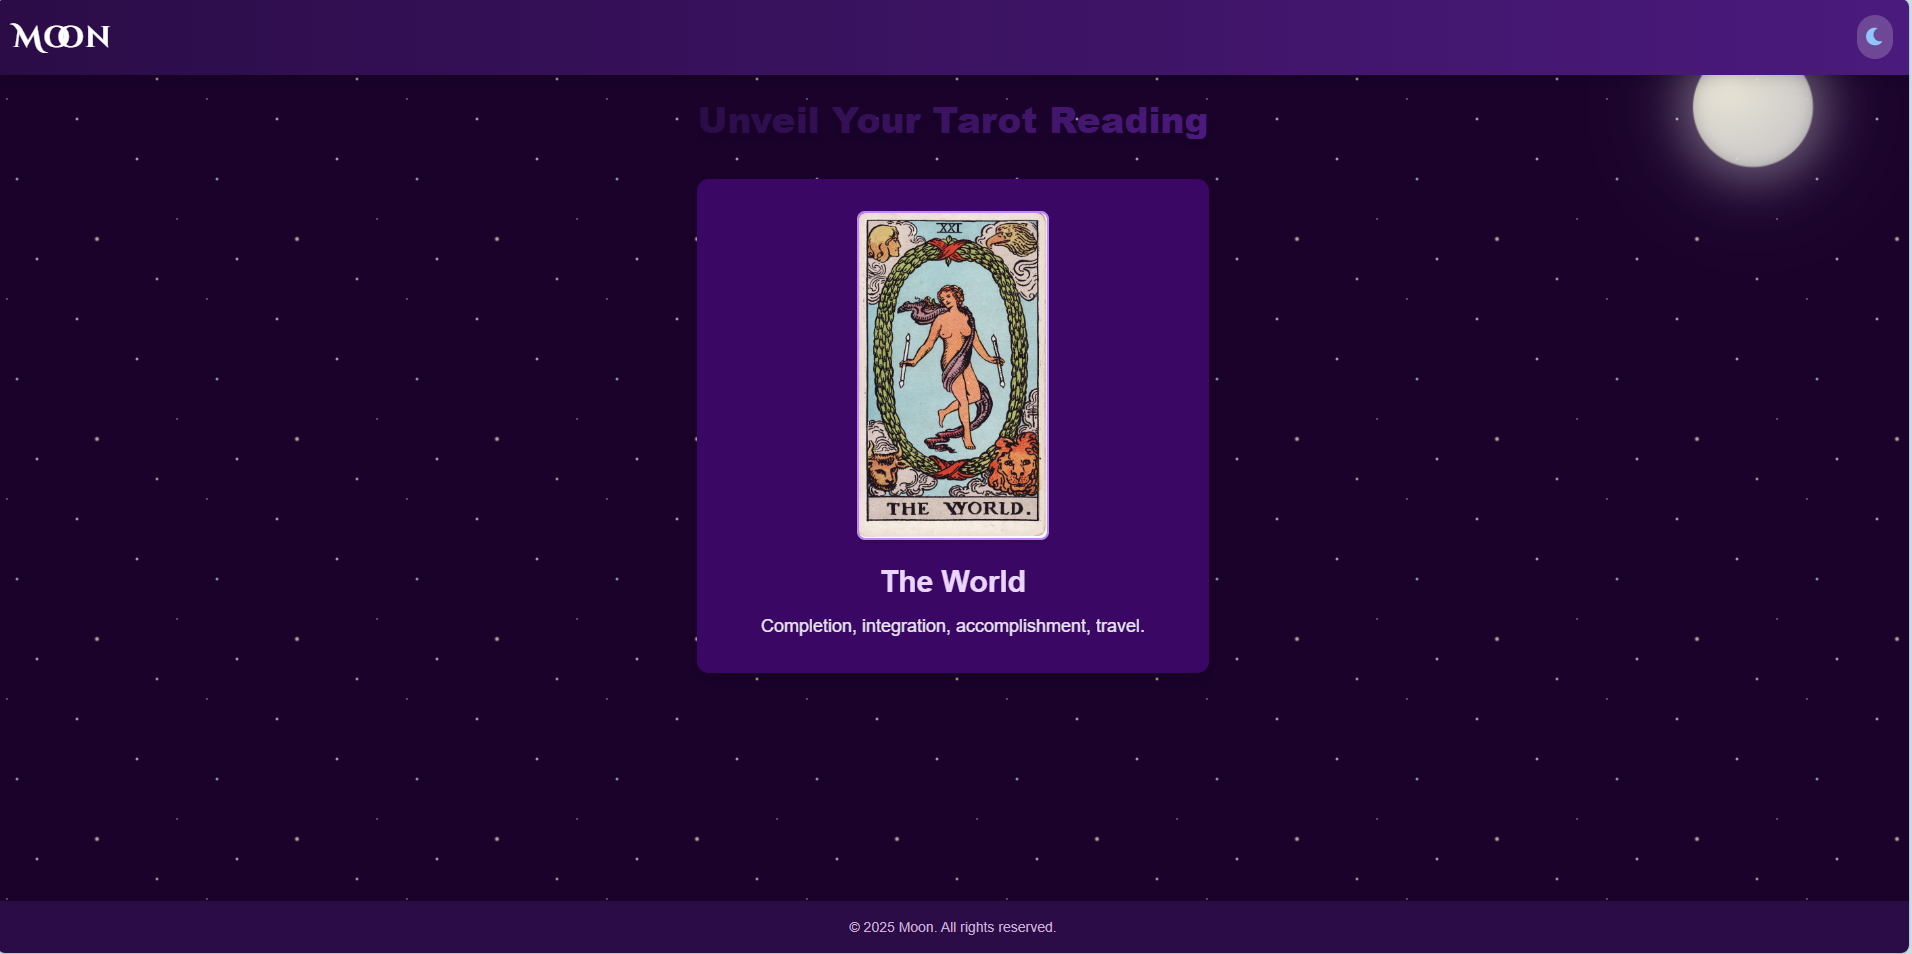 MOON
Unveil Your Tarot Reading
XXI
THE WORLD.
The World
Completion, integration, accomplishment, travel.
© 2025 Moon. All rights reserved.